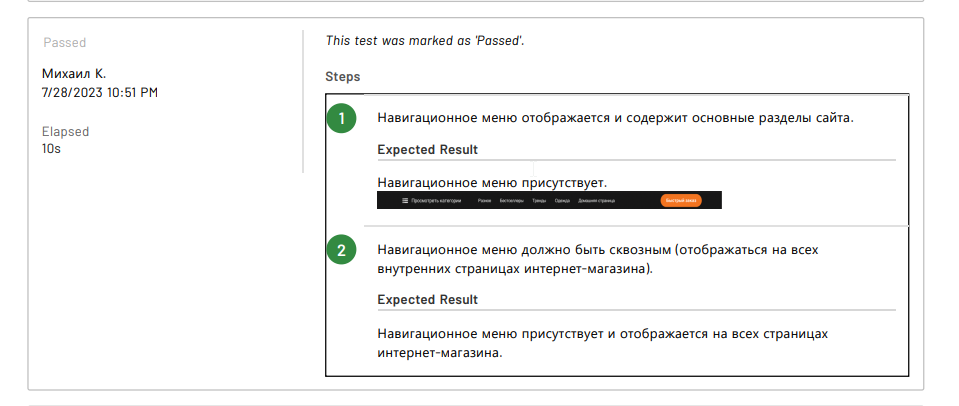 Passed
Михаил К.
7/28/2023 10:51 PM
Elapsed
10s
This test was marked as 'Passed'.
Steps
1
Навигационное меню отображается и содержит основные разделы сайта.
Expected Result
Навигационное меню присутствует.
Просмотреть категории Разное Бестселлеры Тренды Одежда Домашняя страница Быстрый заказ
2
Навигационное меню должно быть сквозным (отображаться на всех
внутренних страницах интернет-магазина).
Expected Result
Навигационное меню присутствует и отображается на всех страницах
интернет-магазина.